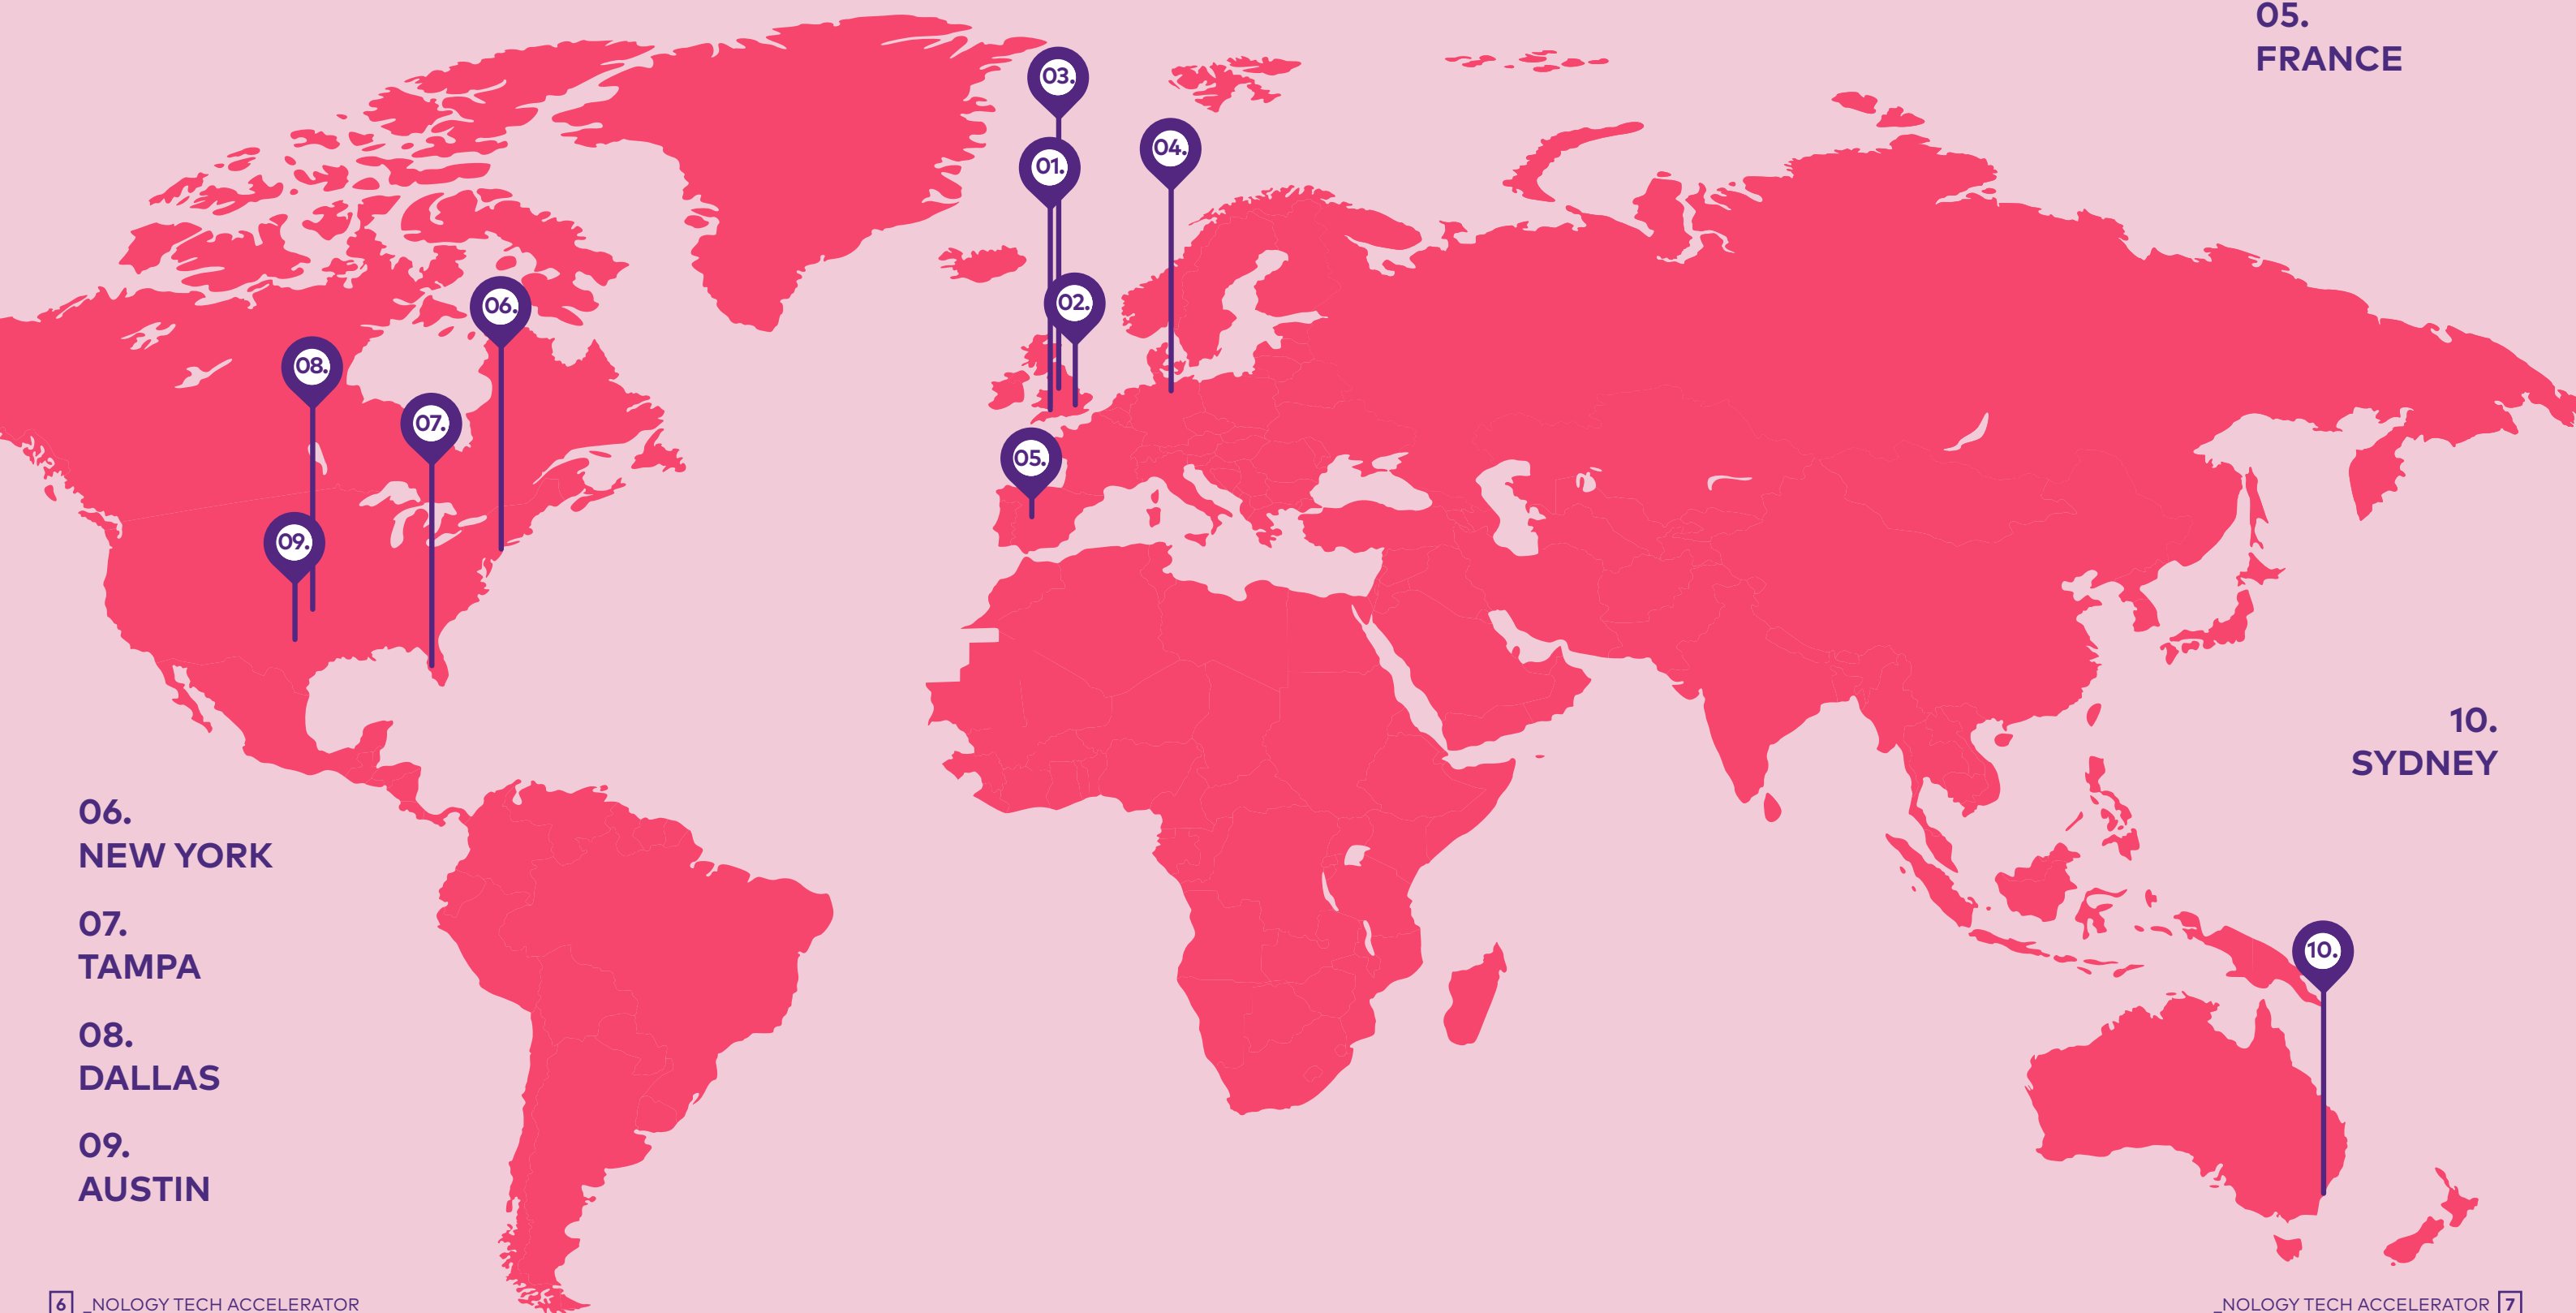 05.
FRANCE
03.
01.
04.
02.
06.
08.
07.
05.
09.
10.
SYDNEY
06.
NEW YORK
07.
TAMPA
10.
08.
DALLAS
09.
AUSTIN
6 _NOLOGY TECH ACCELERATOR
_NOLOGY TECH ACCELERATOR 7